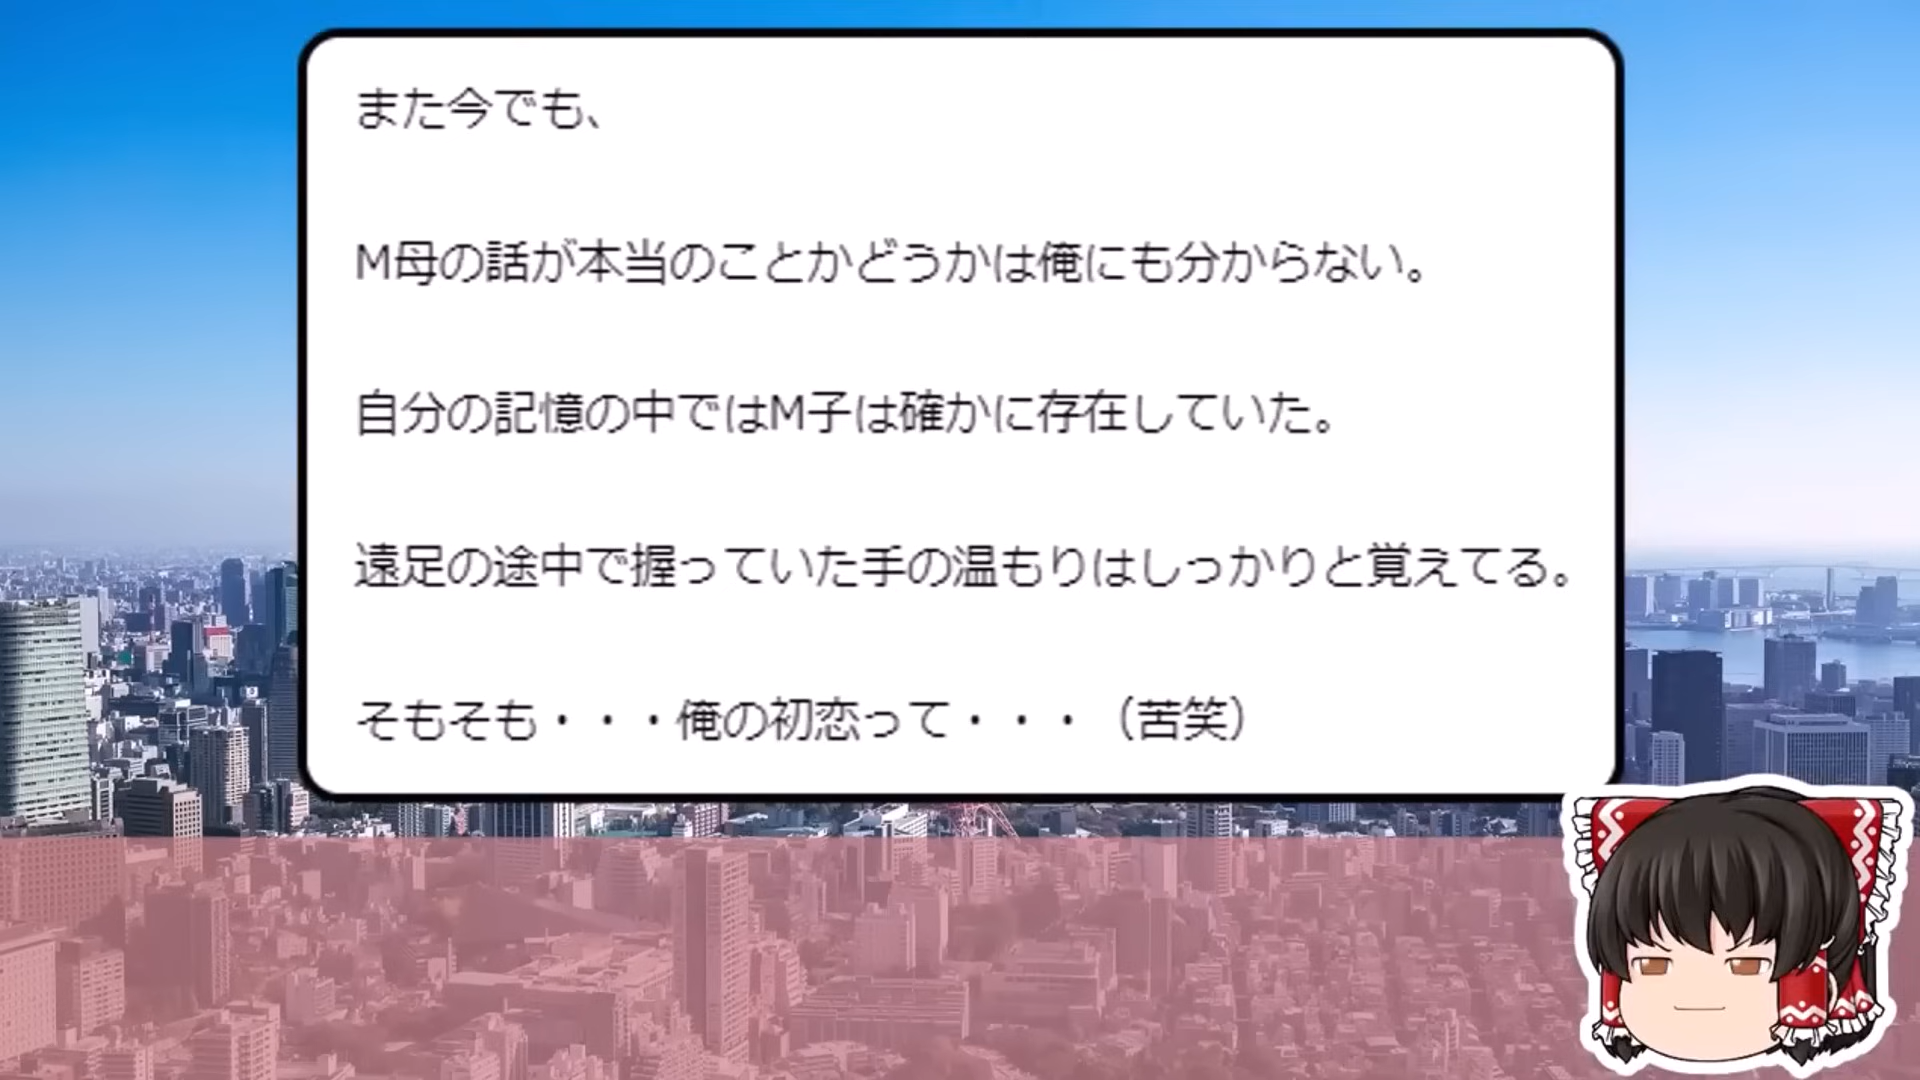 また今でも、
M母の話が本当のことかどうかは俺にも分からない。
自分の記憶の中ではM子は確かに存在していた。
遠足の途中で握っていた手の温もりはしっかりと覚えてる。
そもそも・・・俺の初恋って・・・（苦笑）